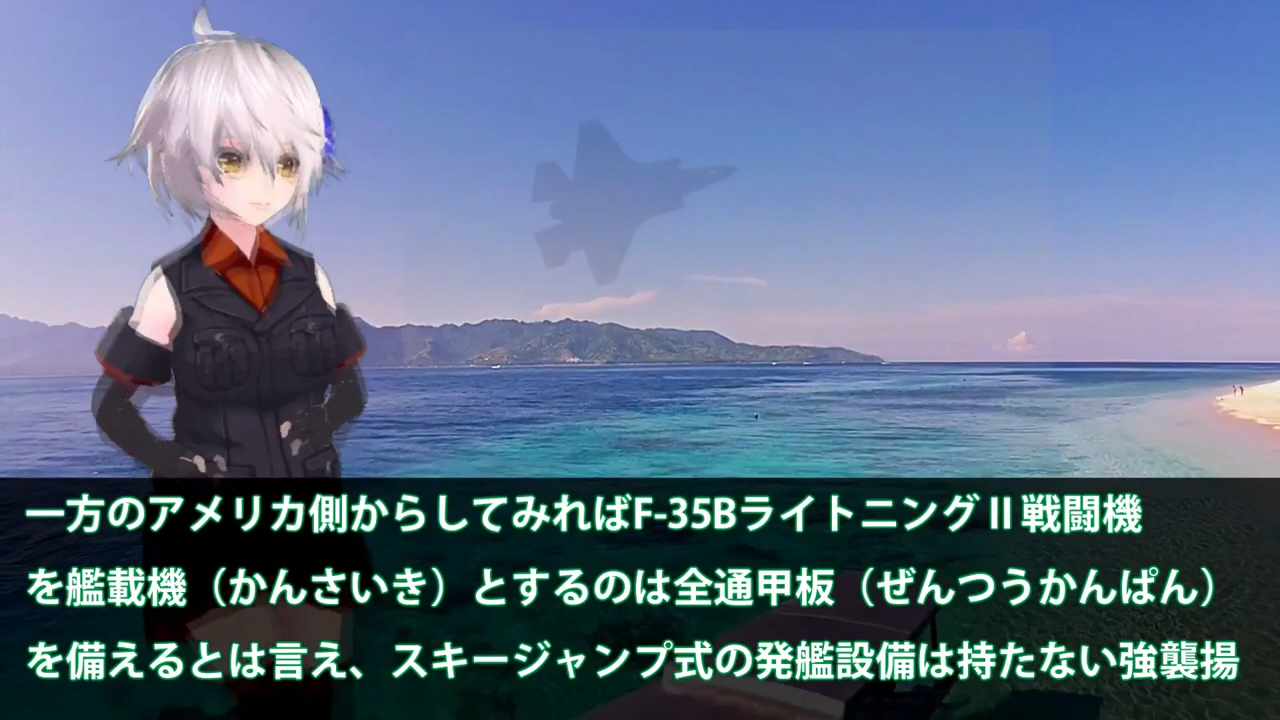 一方のアメリカ側からしてみればF-35BライトニングⅡ戦闘機
を艦載機（かんさいき）とするのは全通甲板（ぜんつうかんぱん）
を備えるとは言え、スキージャンプ式の発艦設備は持たない強襲揚